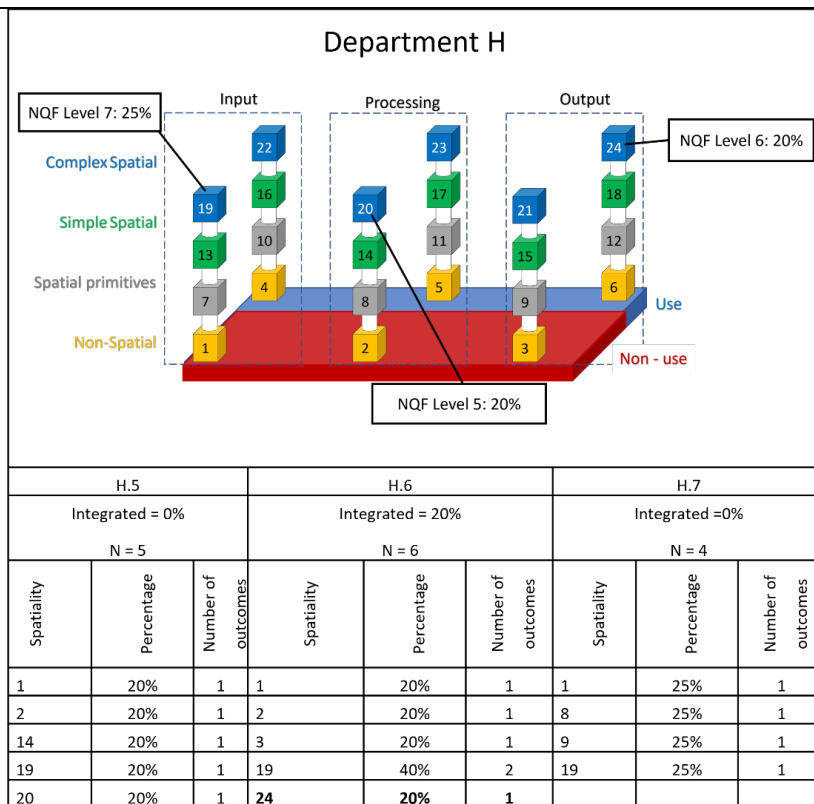 Department H
Input
Processing
Output
NQF Level 7: 25%
NQF Level 6: 20%
Complex Spatial
22
23
24
19
16
20
17
21
18
Simple Spatial
13
10
14
11
15
12
Spatial primitives
7
4
8
5
9
6
Use
Non-Spatial
1
2
3
Non - use
NQF Level 5: 20%
H.5 H.6 H.7
Integrated = 0% Integrated = 20% Integrated =0%
N = 5 N = 6 N = 4
Spatiality Percentage Number of outcomes Spatiality Percentage Number of outcomes Spatiality Percentage Number of outcomes
1 20% 1 1 20% 1 1 25% 1
2 20% 1 2 20% 1 8 25% 1
14 20% 1 3 20% 1 9 25% 1
19 20% 1 19 40% 2 19 25% 1
20 20% 1 24 20% 1